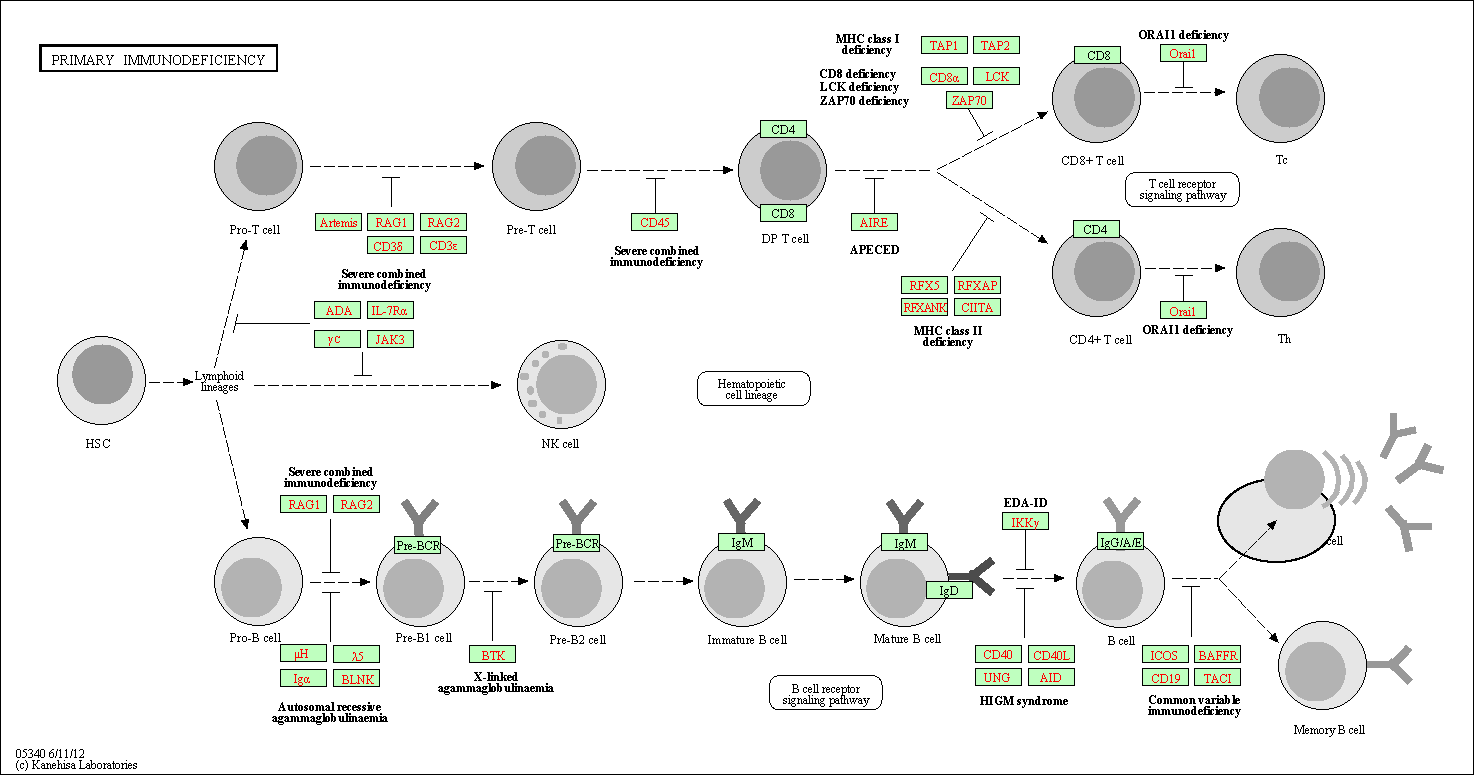 PRIMARY IMMUNODEFICIENCY
MHC class I
deficiency
TAP1
TAP2
CD8 deficiency
LCK deficiency
ZAP70 deficiency
CD8α
LCK
ZAP70
CD8
CD8+ T cell
ORAI1 deficiency
Orai1
Tc
T cell receptor
signaling pathway
Pro-T cell
Artemis
RAG1
RAG2
CD3δ
CD3ε
Severe combined
immunodeficiency
Pre-T cell
CD45
Severe combined
immunodeficiency
CD4
CD8
DP T cell
AIRE
APECED
RFX5
RFXAP
RFXANK
CIITA
MHC class II
deficiency
CD4
CD4+ T cell
Orai1
ORAI1 deficiency
Th
ADA
IL-7Rα
γc
JAK3
HSC
Lymphoid
lineages
NK cell
Hematopoietic
cell lineage
Severe combined
immunodeficiency
RAG1
RAG2
Pro-B cell
μH
λ5
Igα
BLNK
Autosomal recessive
agammaglobulinaemia
Pre-BCR
Pre-B1 cell
BTK
X-linked
agammaglobulinaemia
Pre-BCR
Pre-B2 cell
IgM
Immature B cell
IgM
IgD
Mature B cell
B cell receptor
signaling pathway
EDA-ID
IKKγ
CD40
CD40L
UNG
AID
HIGM syndrome
IgG/A/E
B cell
ICOS
BAFFR
CD19
TACI
Common variable
immunodeficiency
cell
Memory B cell
05340 6/11/12
(c) Kanehisa Laboratories